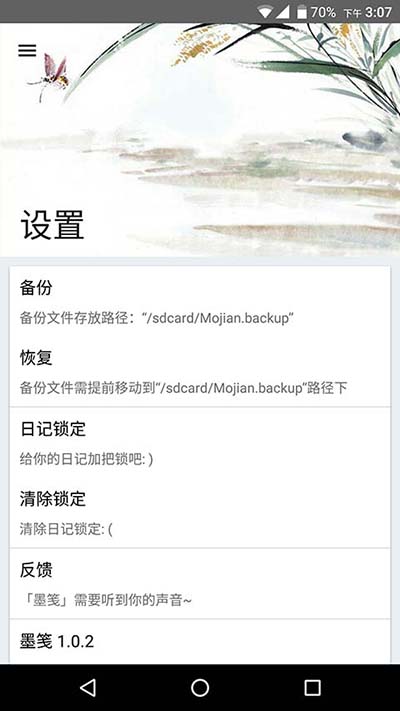 70% 下午 3:07
设置
备份
备份文件存放路径："/sdcard/Mojian.backup"
恢复
备份文件需提前移动到"/sdcard/Mojian.backup"路径下
日记锁定
给你的日记加把锁吧: )
清除锁定
清除日记锁定: (
反馈
「墨笺」需要听到你的声音~
墨笺 1.0.2